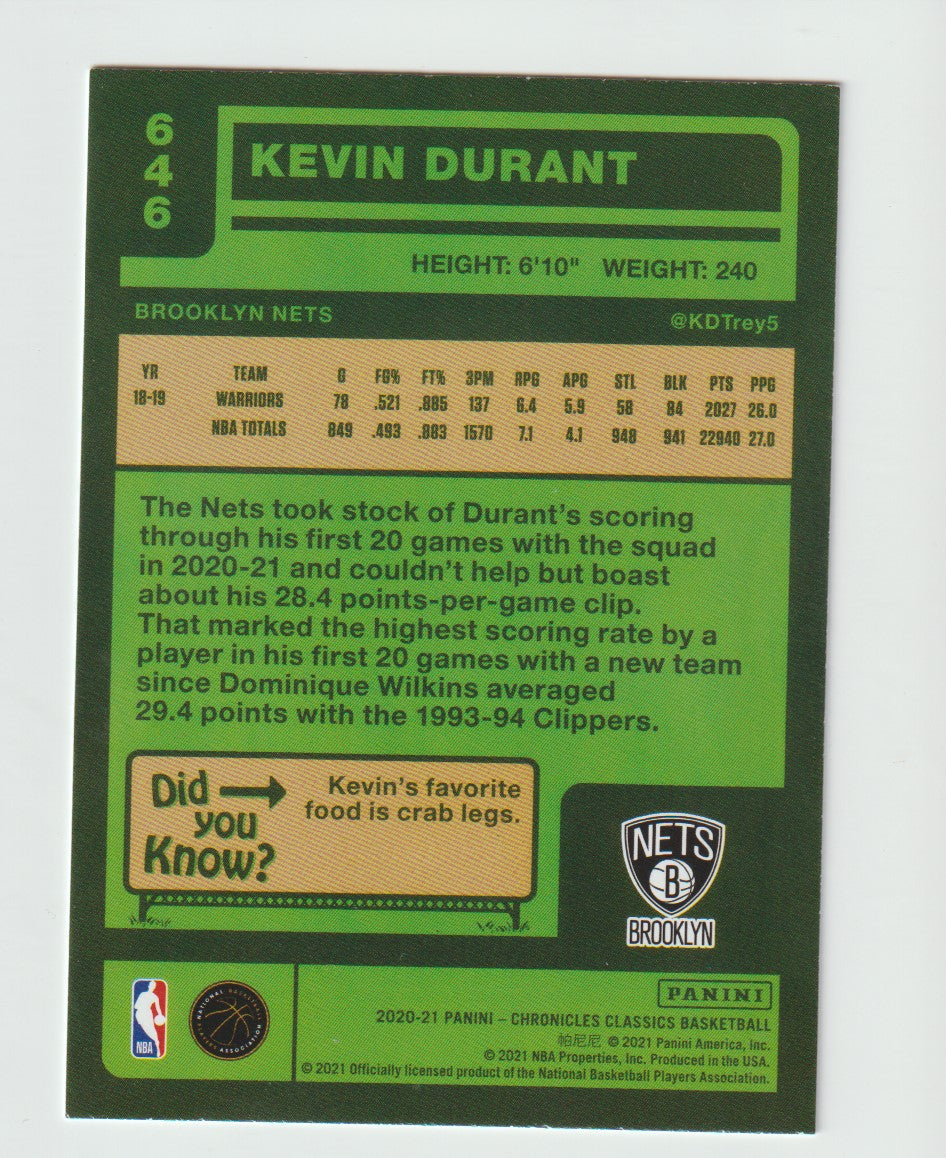 6
4
6
KEVIN DURANT
HEIGHT: 6'10" WEIGHT: 240
BROOKLYN NETS @KDTrey5
YR TEAM G FG% FT% 3PM RPG APG STL BLK PTS PPG
18-19 WARRIORS 78 .521 .885 137 6.4 5.9 58 84 2027 26.0
NBA TOTALS 849 .493 .883 1570 7.1 4.1 948 941 22940 27.0
The Nets took stock of Durant's scoring
through his first 20 games with the squad
in 2020-21 and couldn't help but boast
about his 28.4 points-per-game clip.
That marked the highest scoring rate by a
player in his first 20 games with a new team
since Dominique Wilkins averaged
29.4 points with the 1993-94 Clippers.
Did
you
Know?
Kevin's favorite
food is crab legs.
NETS
B
BROOKLYN
NBA
NATIONAL BASKETBALL
PLAYERS ASSOCIATION
PANINI
2020-21 PANINI – CHRONICLES CLASSICS BASKETBALL
帕尼尼 © 2021 Panini America, Inc.
© 2021 NBA Properties, Inc. Produced in the USA.
© 2021 Officially licensed product of the National Basketball Players Association.